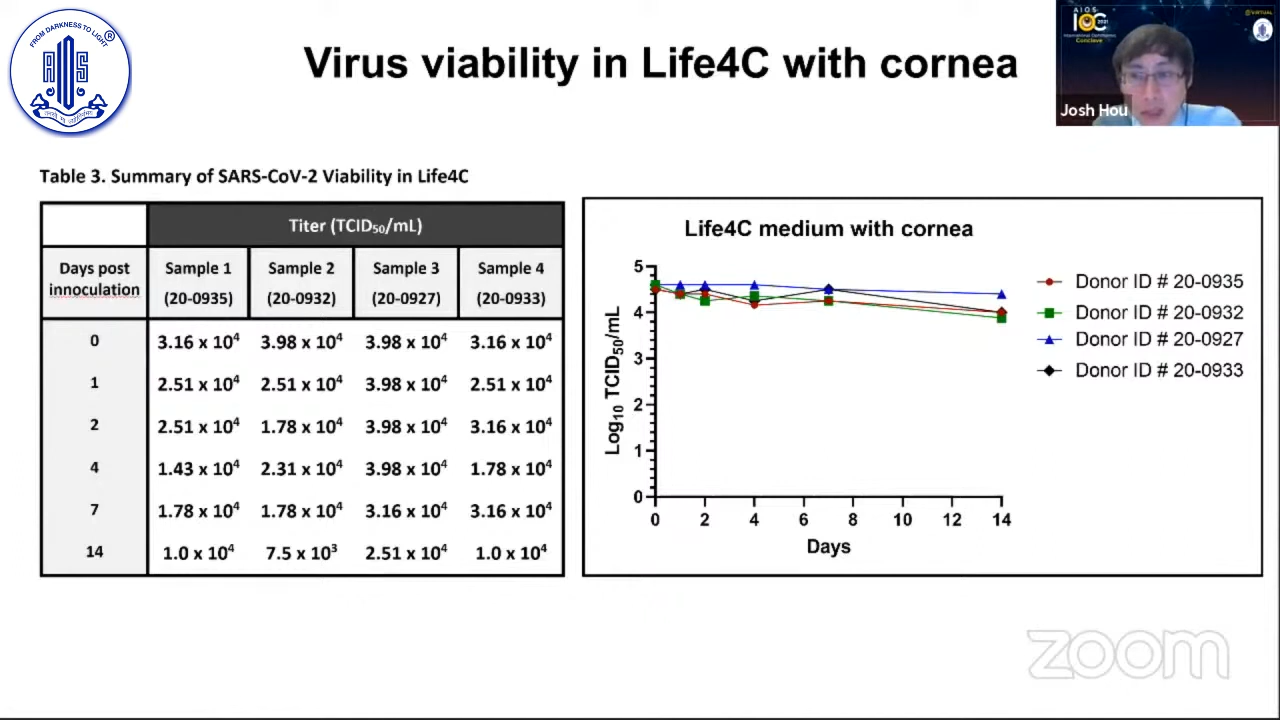 FROM DARKNESS TO LIGHT
®
AIOS
Virus viability in Life4C with cornea
AIOS
IOC
2021
International Ophthalmic
Conclave
VIRTUAL
Josh Hou
Table 3. Summary of SARS-CoV-2 Viability in Life4C
Titer (TCID₅₀/mL)
Days post innoculation
Sample 1 (20-0935)
Sample 2 (20-0932)
Sample 3 (20-0927)
Sample 4 (20-0933)
0 3.16 x 10⁴ 3.98 x 10⁴ 3.98 x 10⁴ 3.16 x 10⁴
1 2.51 x 10⁴ 2.51 x 10⁴ 3.98 x 10⁴ 2.51 x 10⁴
2 2.51 x 10⁴ 1.78 x 10⁴ 3.98 x 10⁴ 3.16 x 10⁴
4 1.43 x 10⁴ 2.31 x 10⁴ 3.98 x 10⁴ 1.78 x 10⁴
7 1.78 x 10⁴ 1.78 x 10⁴ 3.16 x 10⁴ 3.16 x 10⁴
14 1.0 x 10⁴ 7.5 x 10³ 2.51 x 10⁴ 1.0 x 10⁴
Life4C medium with cornea
Log₁₀ TCID₅₀/mL
5
4
3
2
1
0
0 2 4 6 8 10 12 14
Days
Donor ID # 20-0935
Donor ID # 20-0932
Donor ID # 20-0927
Donor ID # 20-0933
zoom